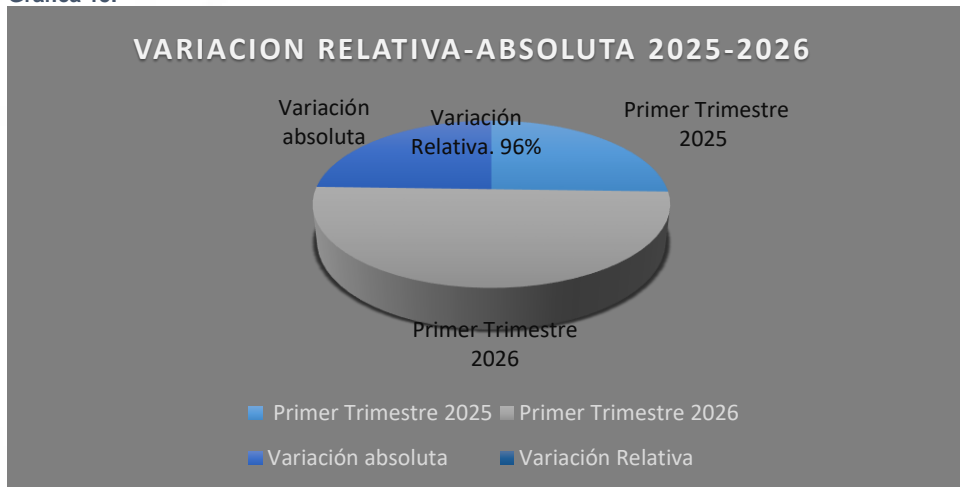 VARIACION RELATIVA-ABSOLUTA 2025-2026
Variación
absoluta
Variación
Relativa. 96%
Primer Trimestre
2025
Primer Trimestre
2026
Primer Trimestre 2025
Primer Trimestre 2026
Variación absoluta
Variación Relativa